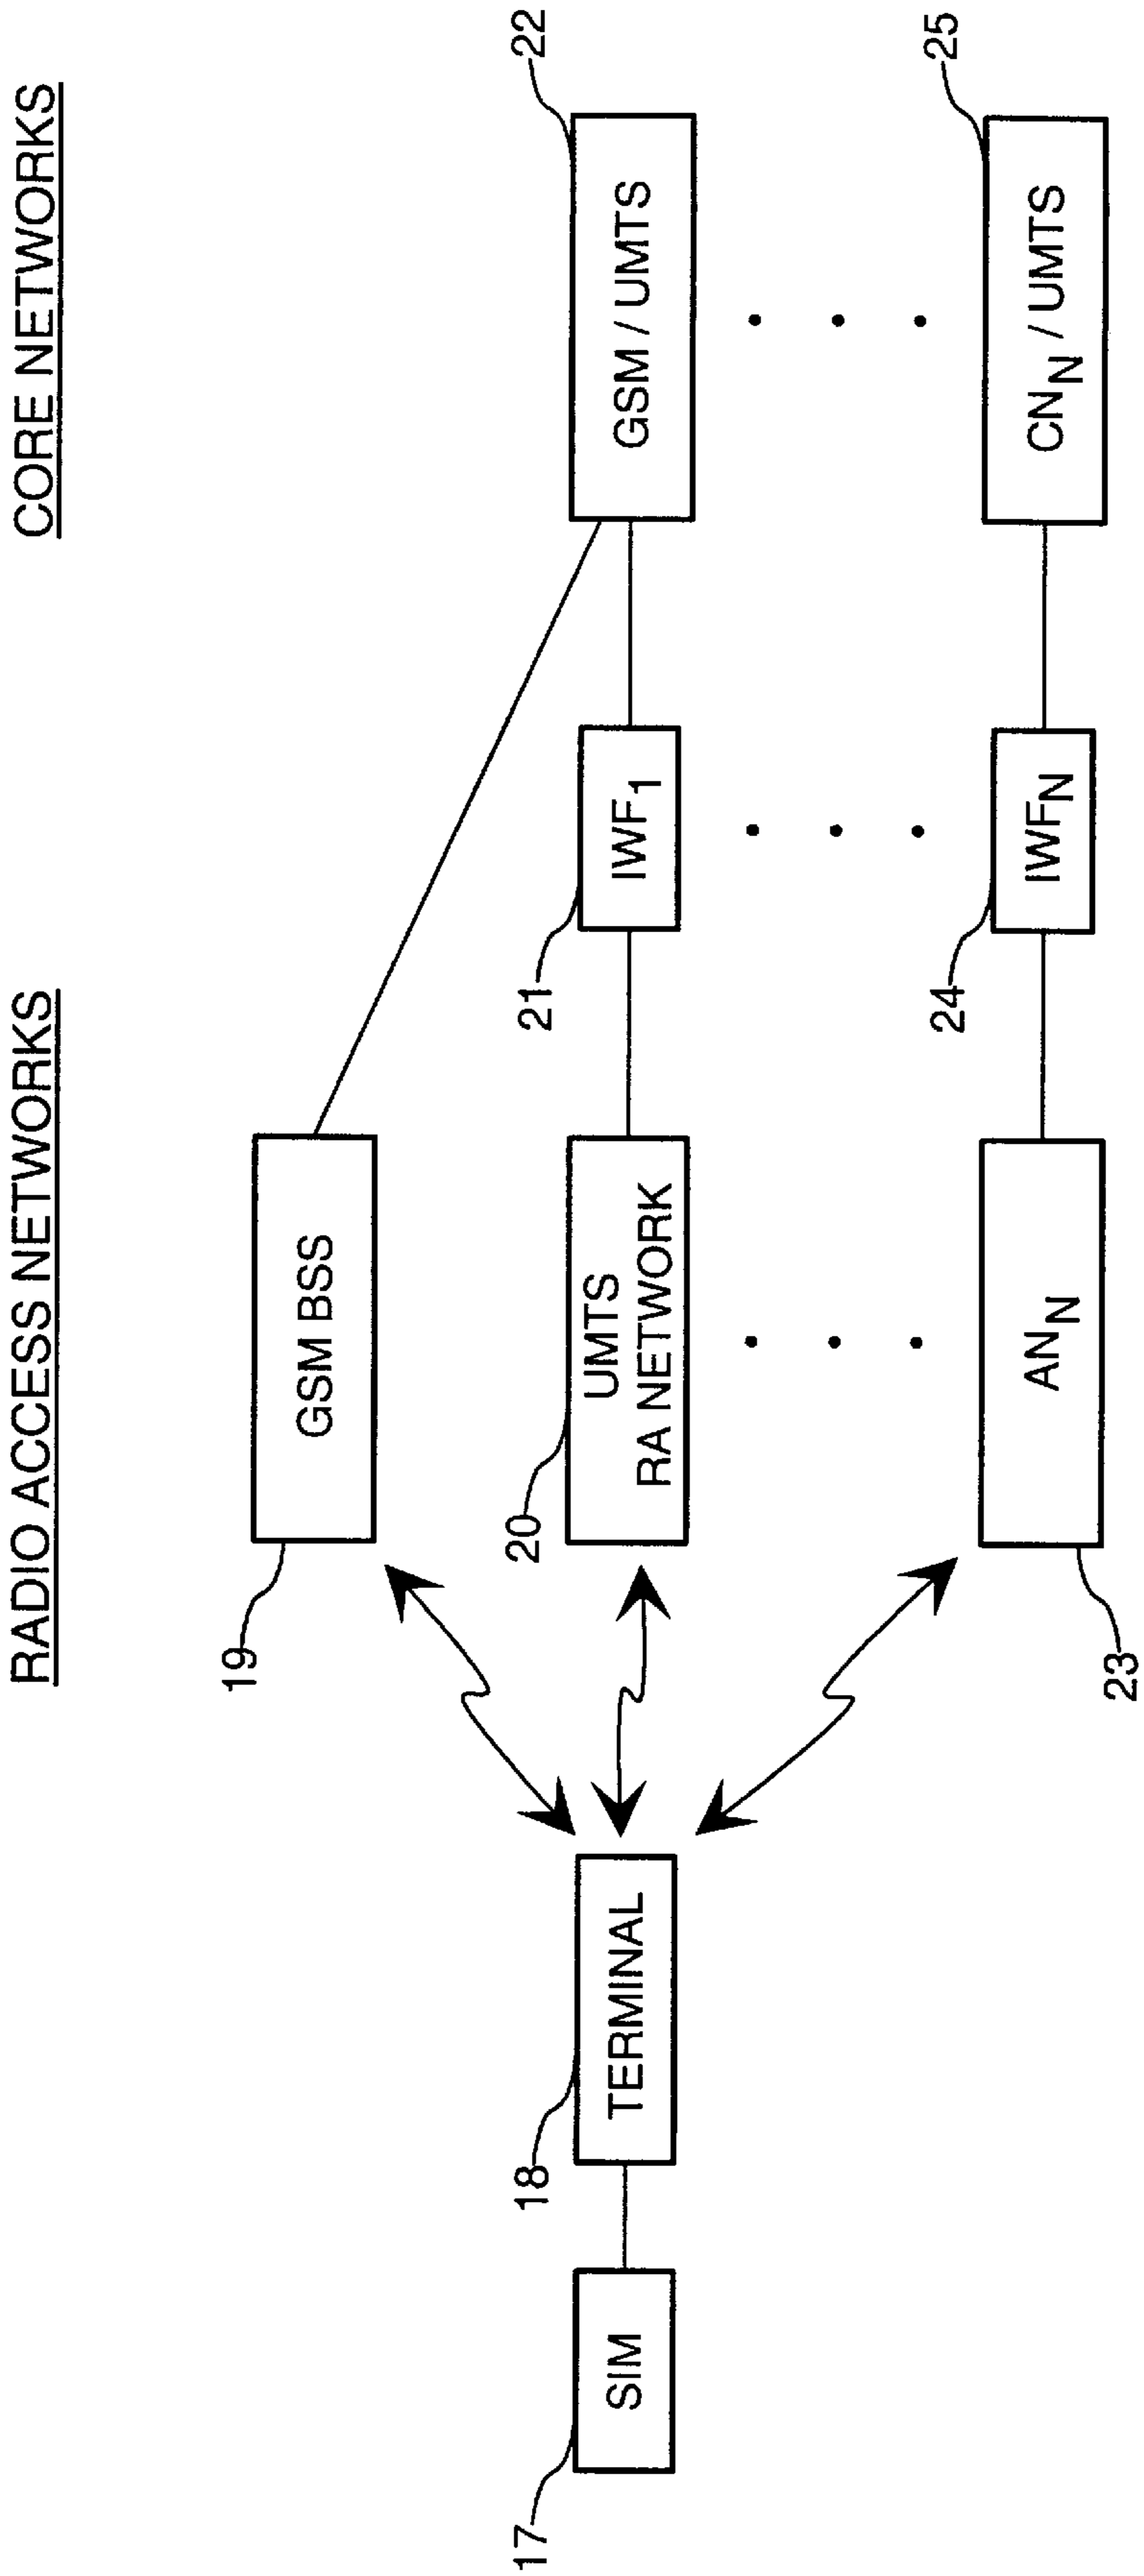 RADIO ACCESS NETWORKS
CORE NETWORKS
19
GSM BSS
17
SIM
18
TERMINAL
20
UMTS
RA NETWORK
21
IWF1
22
GSM / UMTS
23
ANN
24
IWFN
25
CNN / UMTS